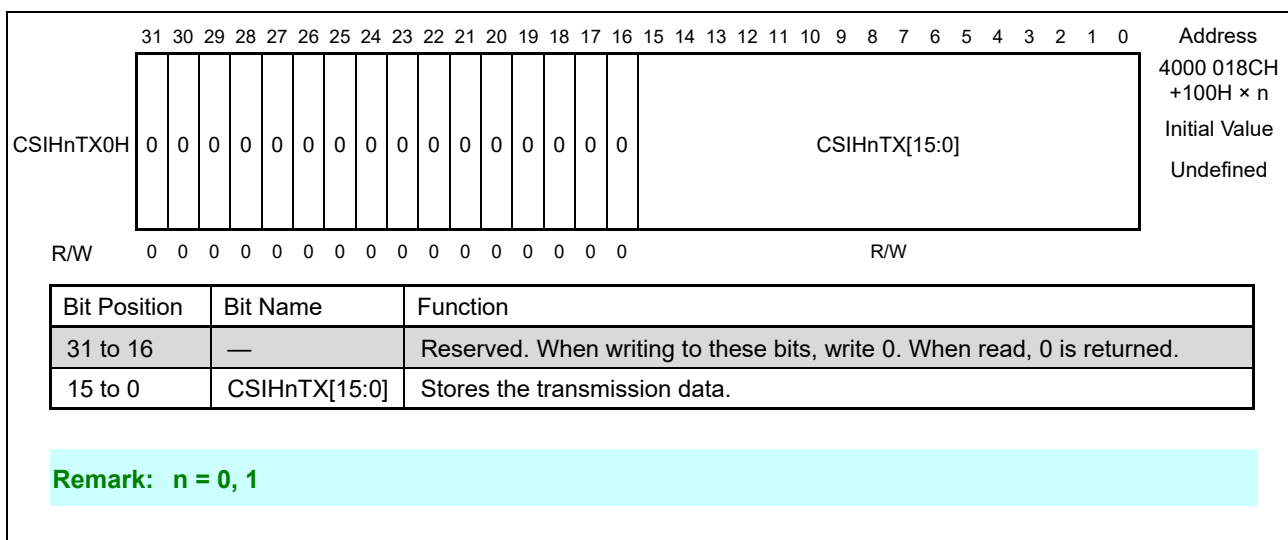 31 30 29 28 27 26 25 24 23 22 21 20 19 18 17 16 15 14 13 12 11 10 9 8 7 6 5 4 3 2 1 0 Address
4000 018CH
+100H × n
CSIHnTX0H 0 0 0 0 0 0 0 0 0 0 0 0 0 0 0 0 CSIHnTX[15:0] Initial Value
Undefined
R/W 0 0 0 0 0 0 0 0 0 0 0 0 0 0 0 0 R/W
Bit Position Bit Name Function
31 to 16 — Reserved. When writing to these bits, write 0. When read, 0 is returned.
15 to 0 CSIHnTX[15:0] Stores the transmission data.
Remark: n = 0, 1